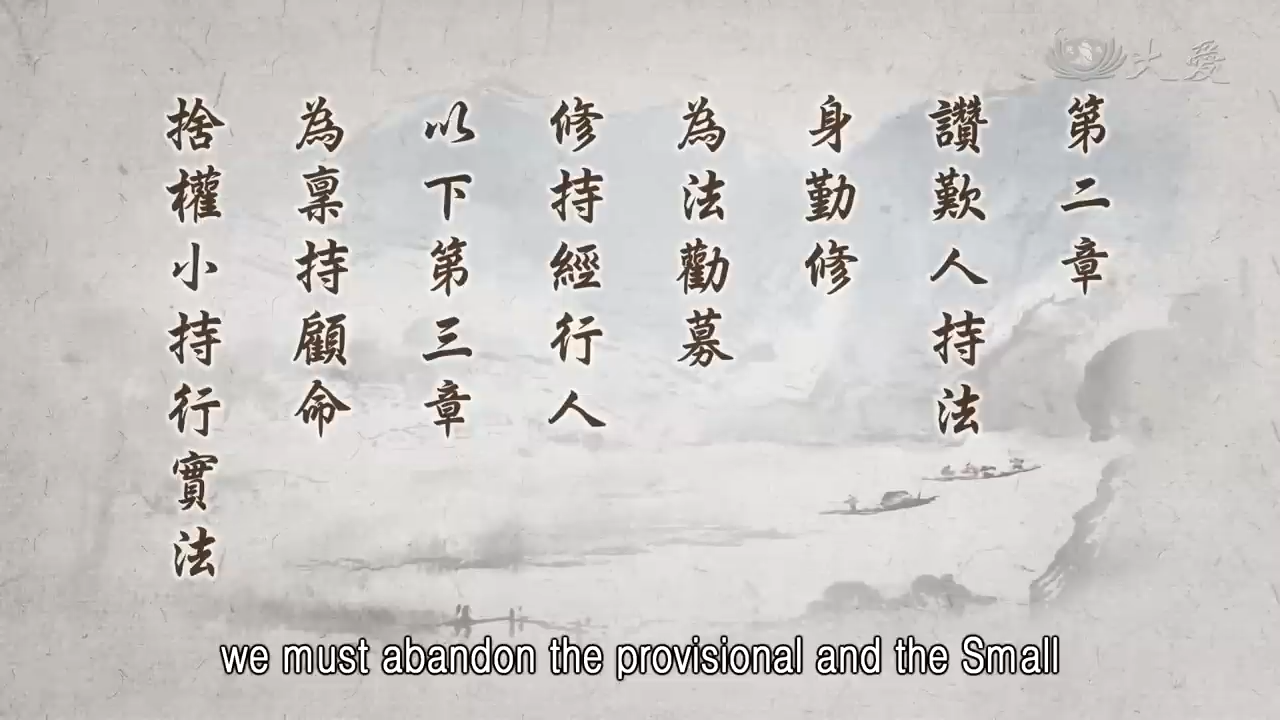 大愛
第二章
讚歎人持法
身勤修
為法勸募
修持經行人
以下第三章
為稟持顧命
捨權小持行實法
we must abandon the provisional and the Small